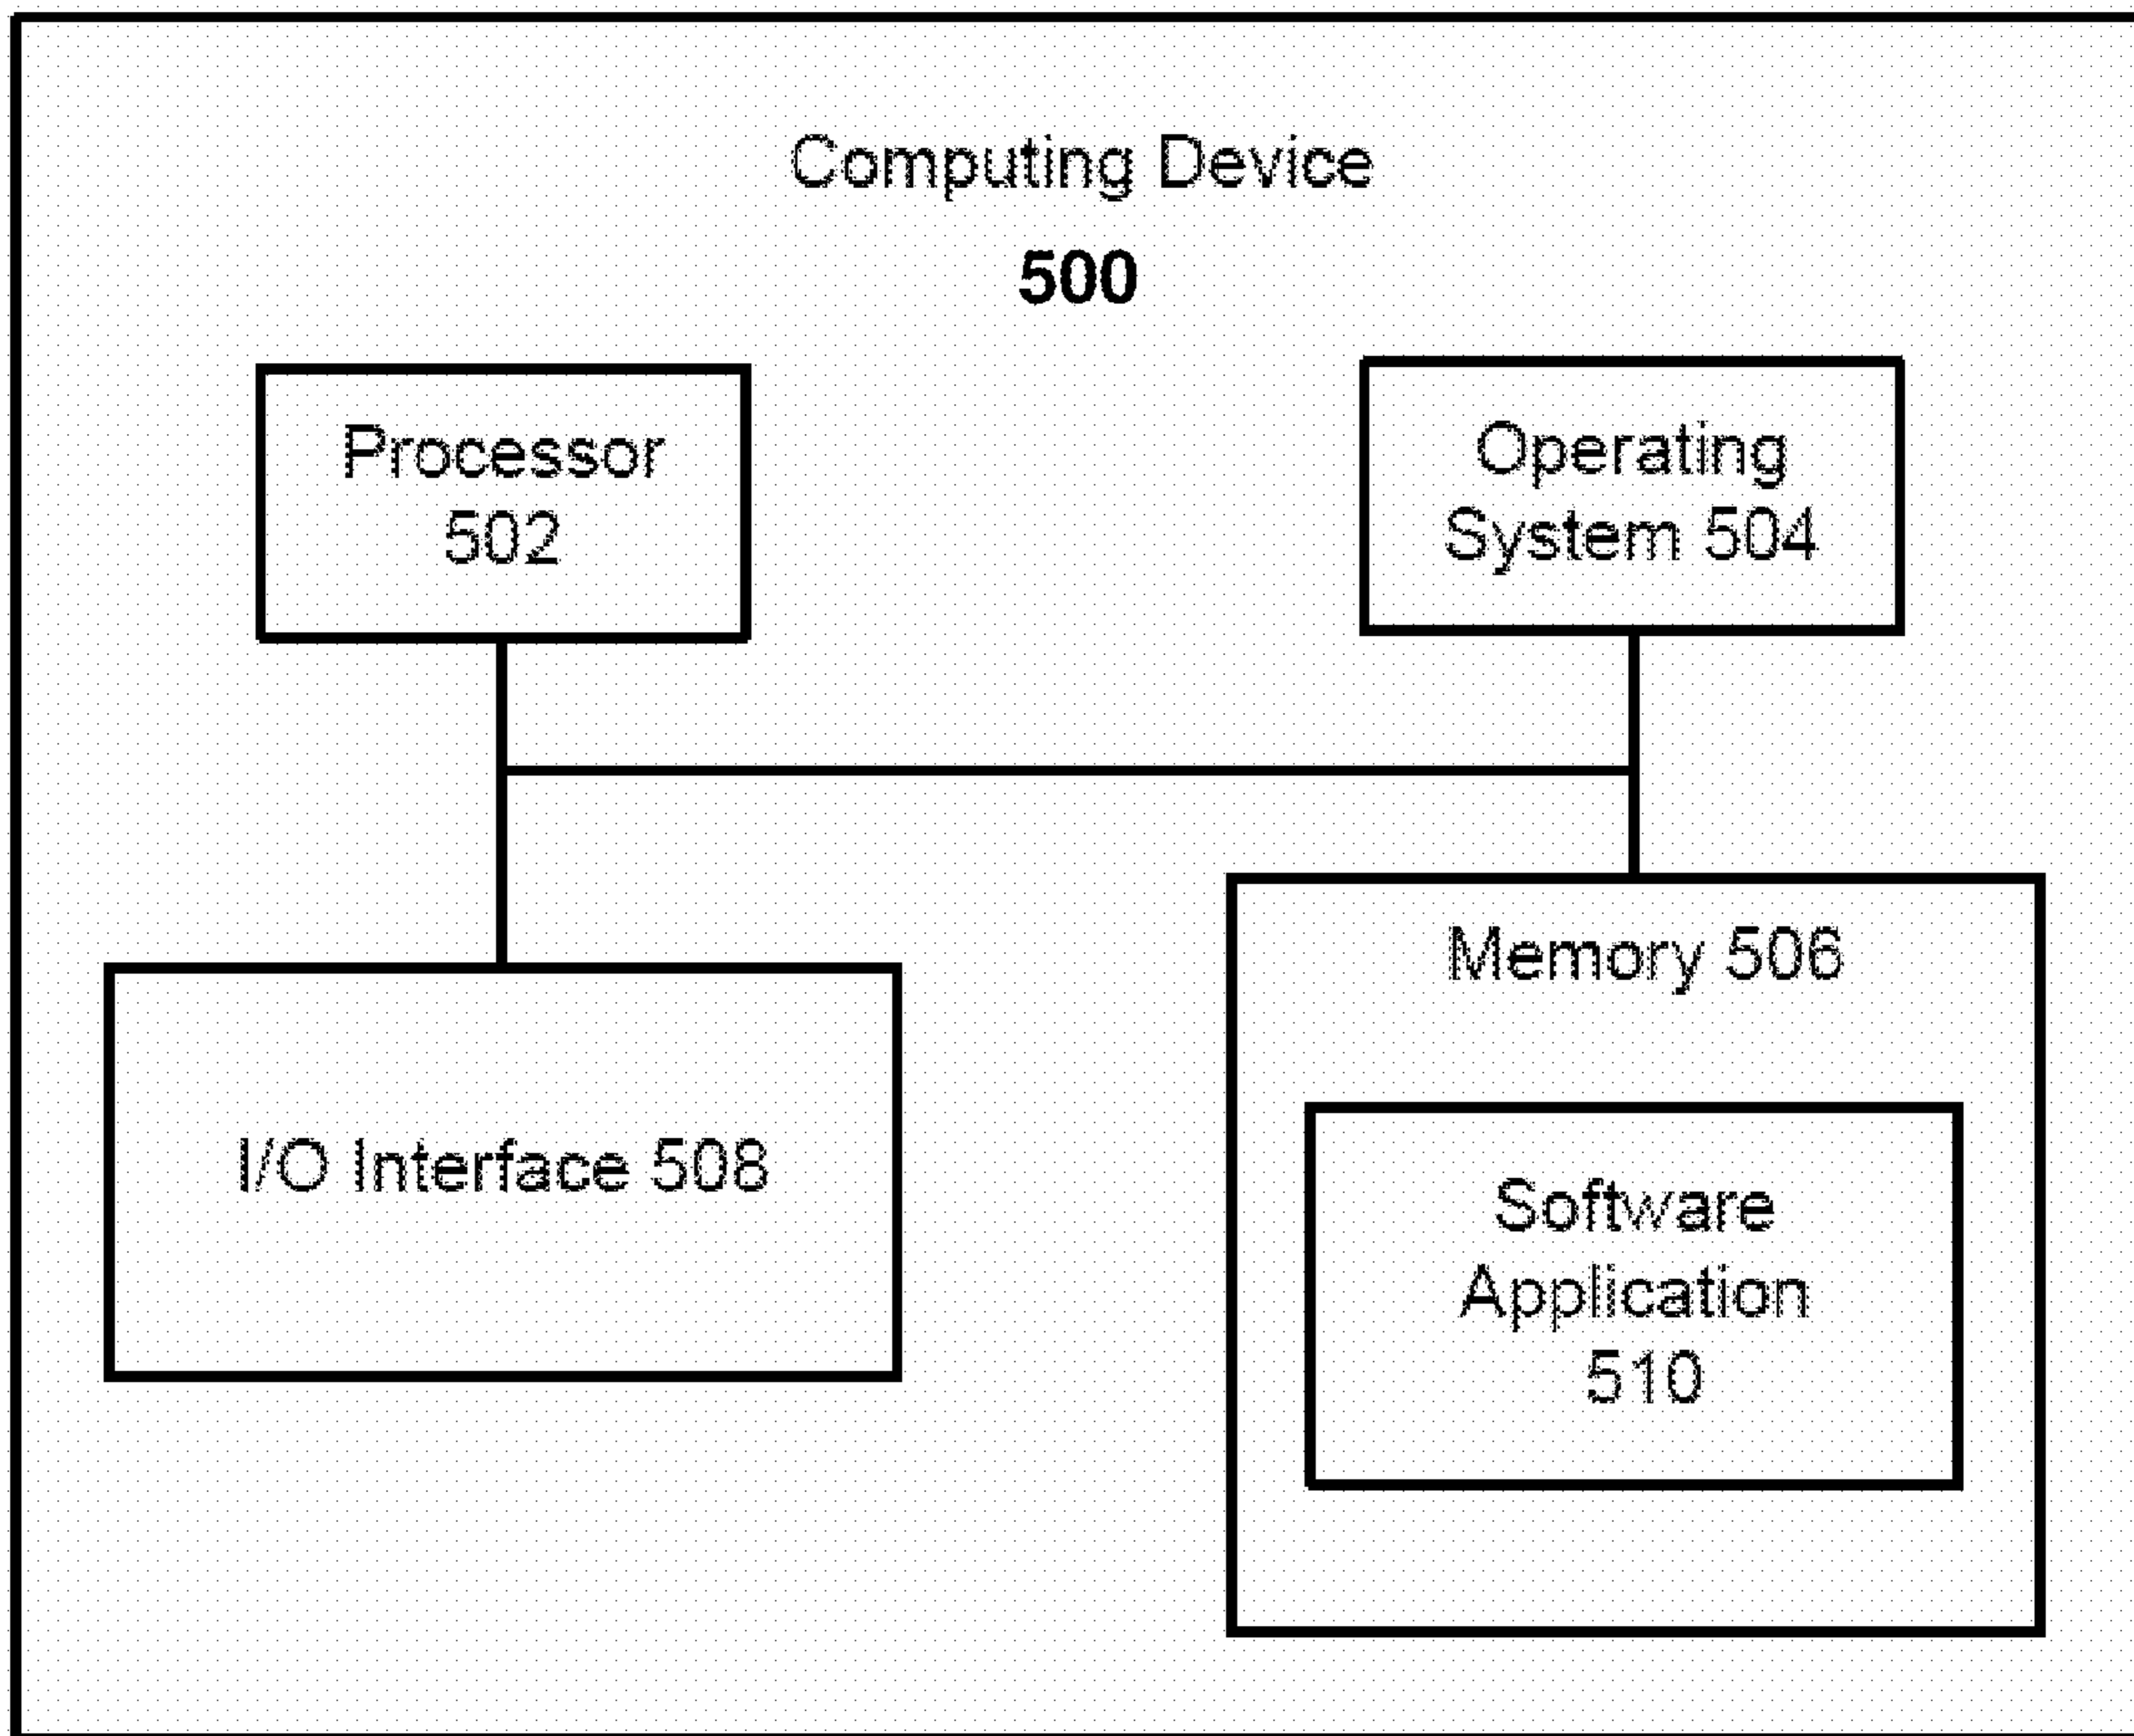 Computing Device
500
Processor
502
Operating
System 504
Memory 506
I/O Interface 508
Software
Application
510